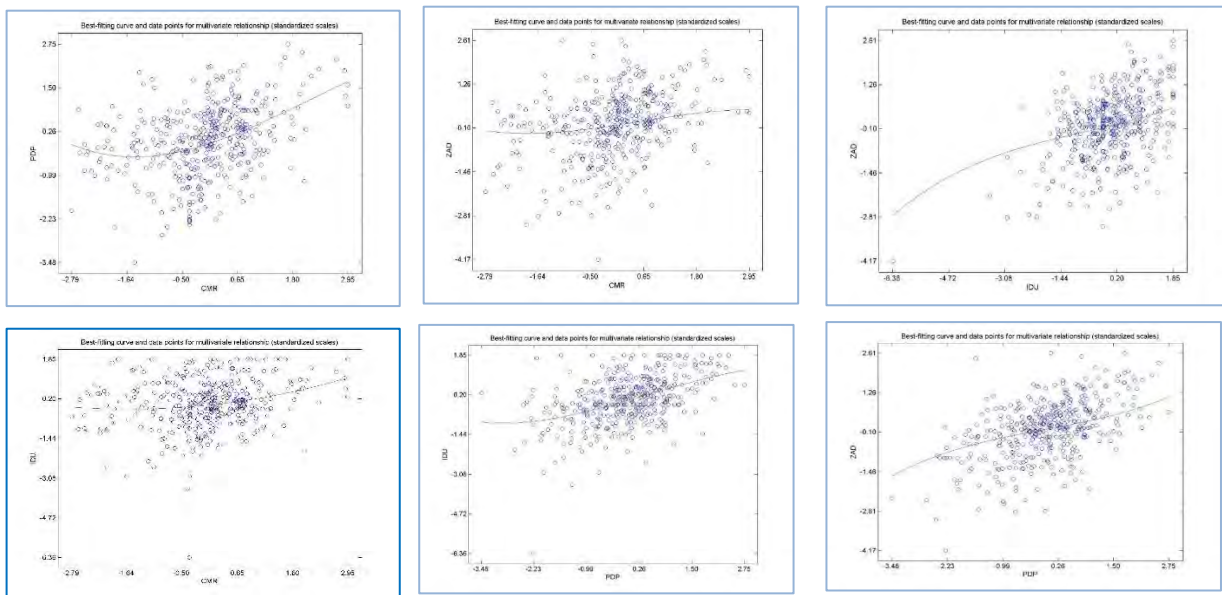 Best-fitting curve and data points for multivariate relationship (standardized scales)
2.75
1.50
0.26
-0.99
-2.23
-3.48
PDP
-2.79 -1.64 -0.50 0.65 1.80 2.95
CMR
Best-fitting curve and data points for multivariate relationship (standardized scales)
2.61
1.26
-0.10
-1.46
-2.81
-4.17
ZAD
-2.79 -1.64 -0.50 0.65 1.80 2.95
CMR
Best-fitting curve and data points for multivariate relationship (standardized scales)
2.61
1.26
-0.10
-1.46
-2.81
-4.17
ZAD
-6.36 -4.72 -3.08 -1.44 0.20 1.85
IDU
Best-fitting curve and data points for multivariate relationship (standardized scales)
1.85
0.20
-1.44
-3.08
-4.72
-6.36
IDU
-2.79 -1.64 -0.50 0.65 1.80 2.95
CMR
Best-fitting curve and data points for multivariate relationship (standardized scales)
1.85
0.20
-1.44
-3.08
-4.72
-6.36
IDU
-3.48 -2.23 -0.99 0.26 1.50 2.75
PDP
Best-fitting curve and data points for multivariate relationship (standardized scales)
2.61
1.26
-0.10
-1.46
-2.81
-4.17
ZAD
-3.48 -2.23 -0.99 0.26 1.50 2.75
PDP